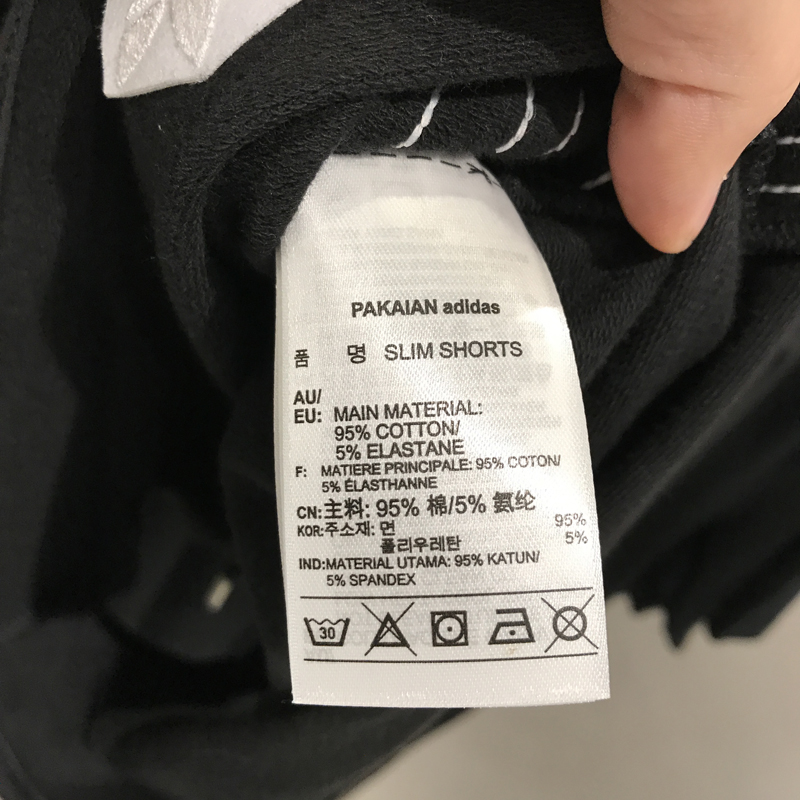 PAKAIAN adidas
품 명 SLIM SHORTS
AU/
EU: MAIN MATERIAL:
95% COTTON/
5% ELASTANE
F: MATIERE PRINCIPALE: 95% COTON/
5% ÉLASTHANNE
CN:主料: 95% 棉/5% 氨纶
KOR:주소재: 면 95%
폴리우레탄 5%
IND:MATERIAL UTAMA: 95% KATUN/
5% SPANDEX
30